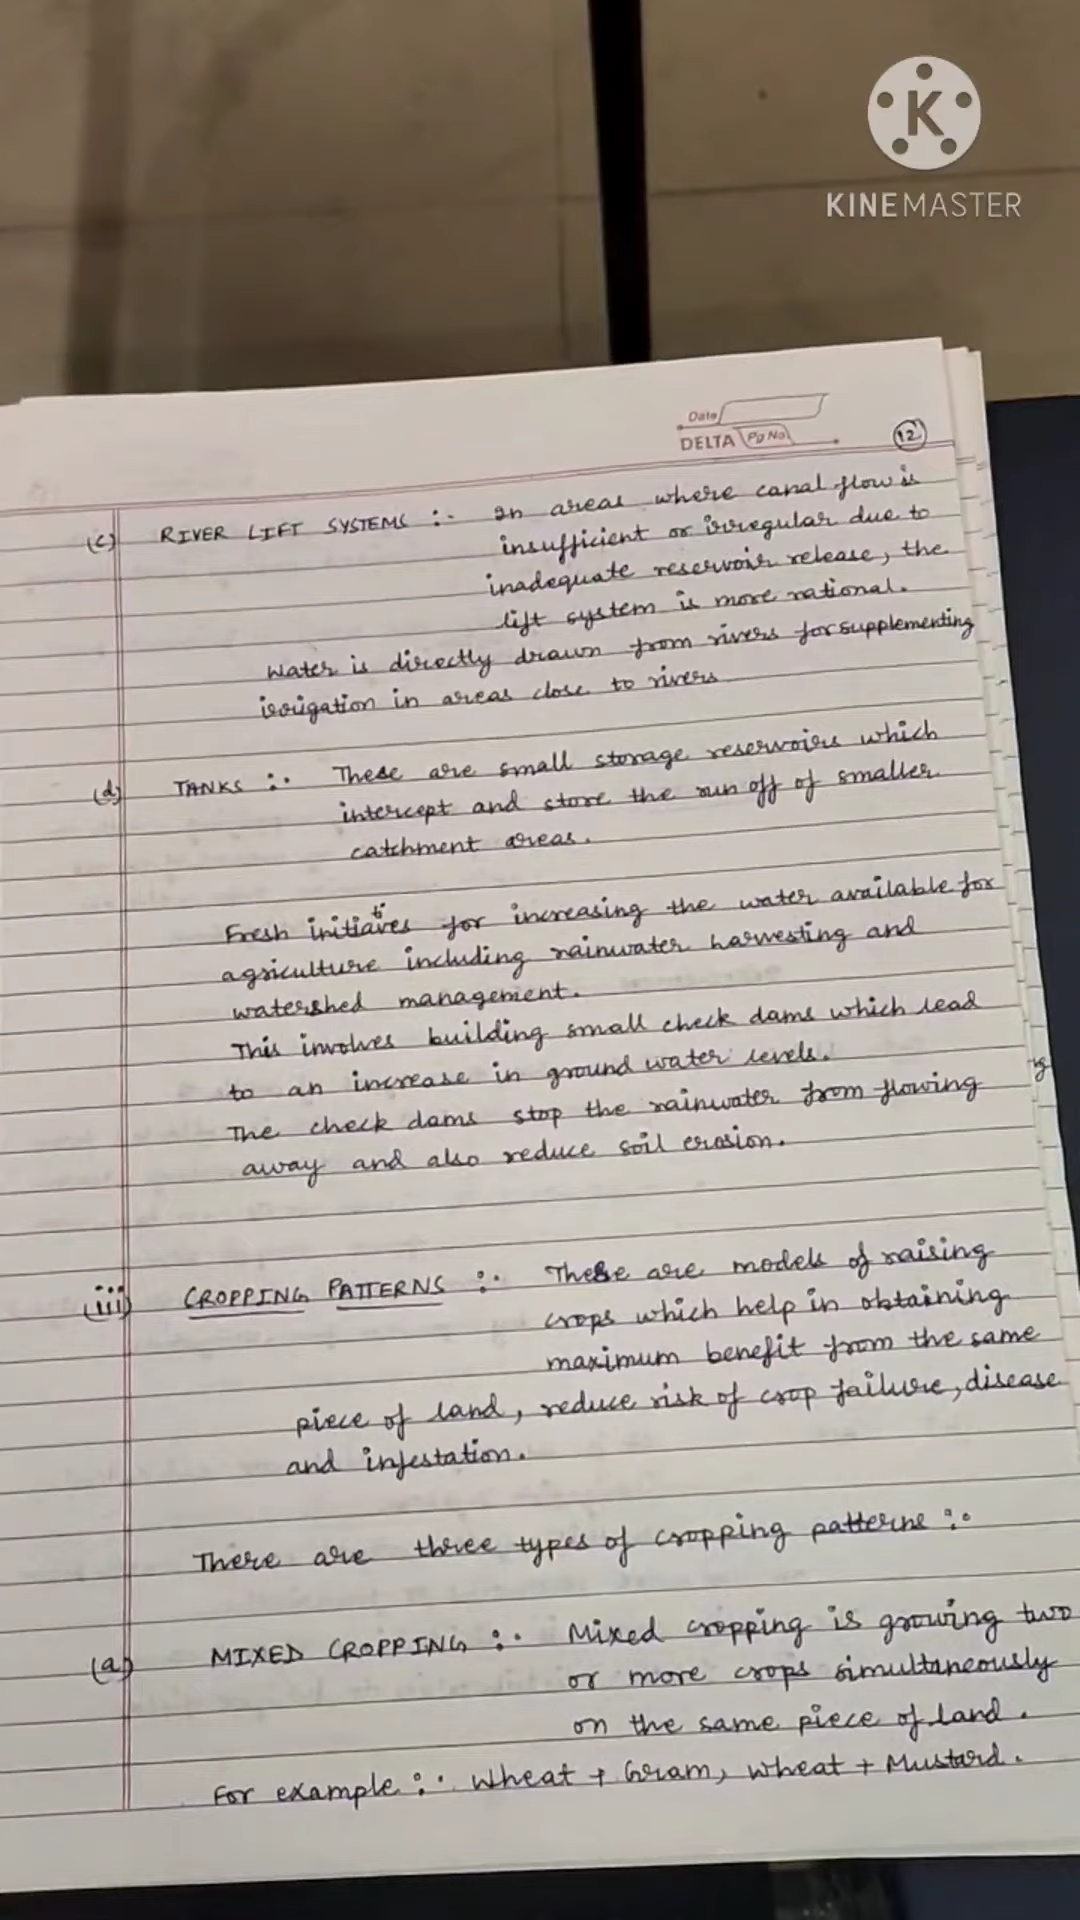 K
KINEMASTER
Date
DELTA Pg No
12
(c) RIVER LIFT SYSTEMS :- In areas where canal flow is
insufficient or irregular due to
inadequate reservoir release, the
lift system is more rational.
Water is directly drawn from rivers for supplementing
irrigation in areas close to rivers
(d) TANKS :- These are small storage reservoirs which
intercept and store the run off of smaller
catchment areas.
Fresh initiatives for increasing the water available for
agriculture including rainwater harvesting and
watershed management.
This involves building small check dams which lead
to an increase in ground water levels.
The check dams stop the rainwater from flowing
away and also reduce soil erosion.
(iii) CROPPING PATTERNS :- These are models of raising
crops which help in obtaining
maximum benefit from the same
piece of land, reduce risk of crop failure, disease
and infestation.
There are three types of cropping patterns :-
(a) MIXED CROPPING :- Mixed cropping is growing two
or more crops simultaneously
on the same piece of land.
For example :- Wheat + Gram, Wheat + Mustard.